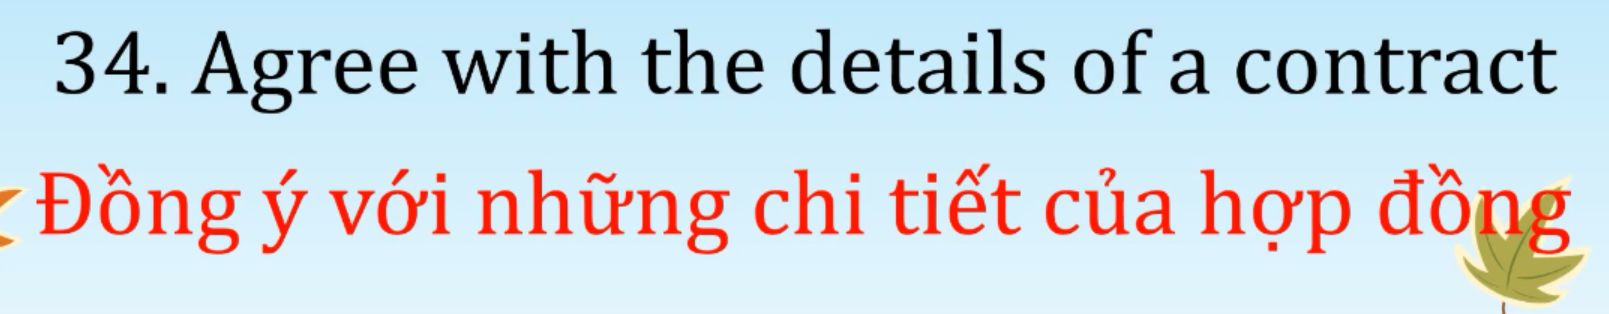 34. Agree with the details of a contract
Đồng ý với những chi tiết của hợp đồng